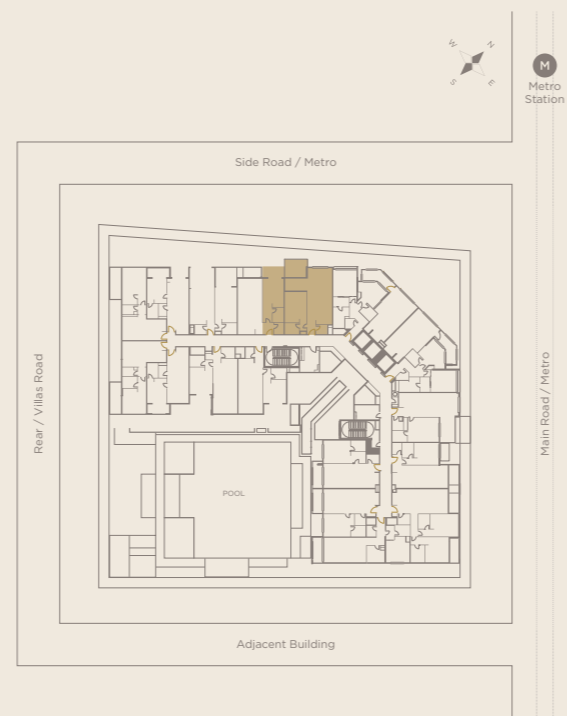 W
N
S
E
M
Metro
Station
Side Road / Metro
Rear / Villas Road
Main Road / Metro
POOL
Adjacent Building